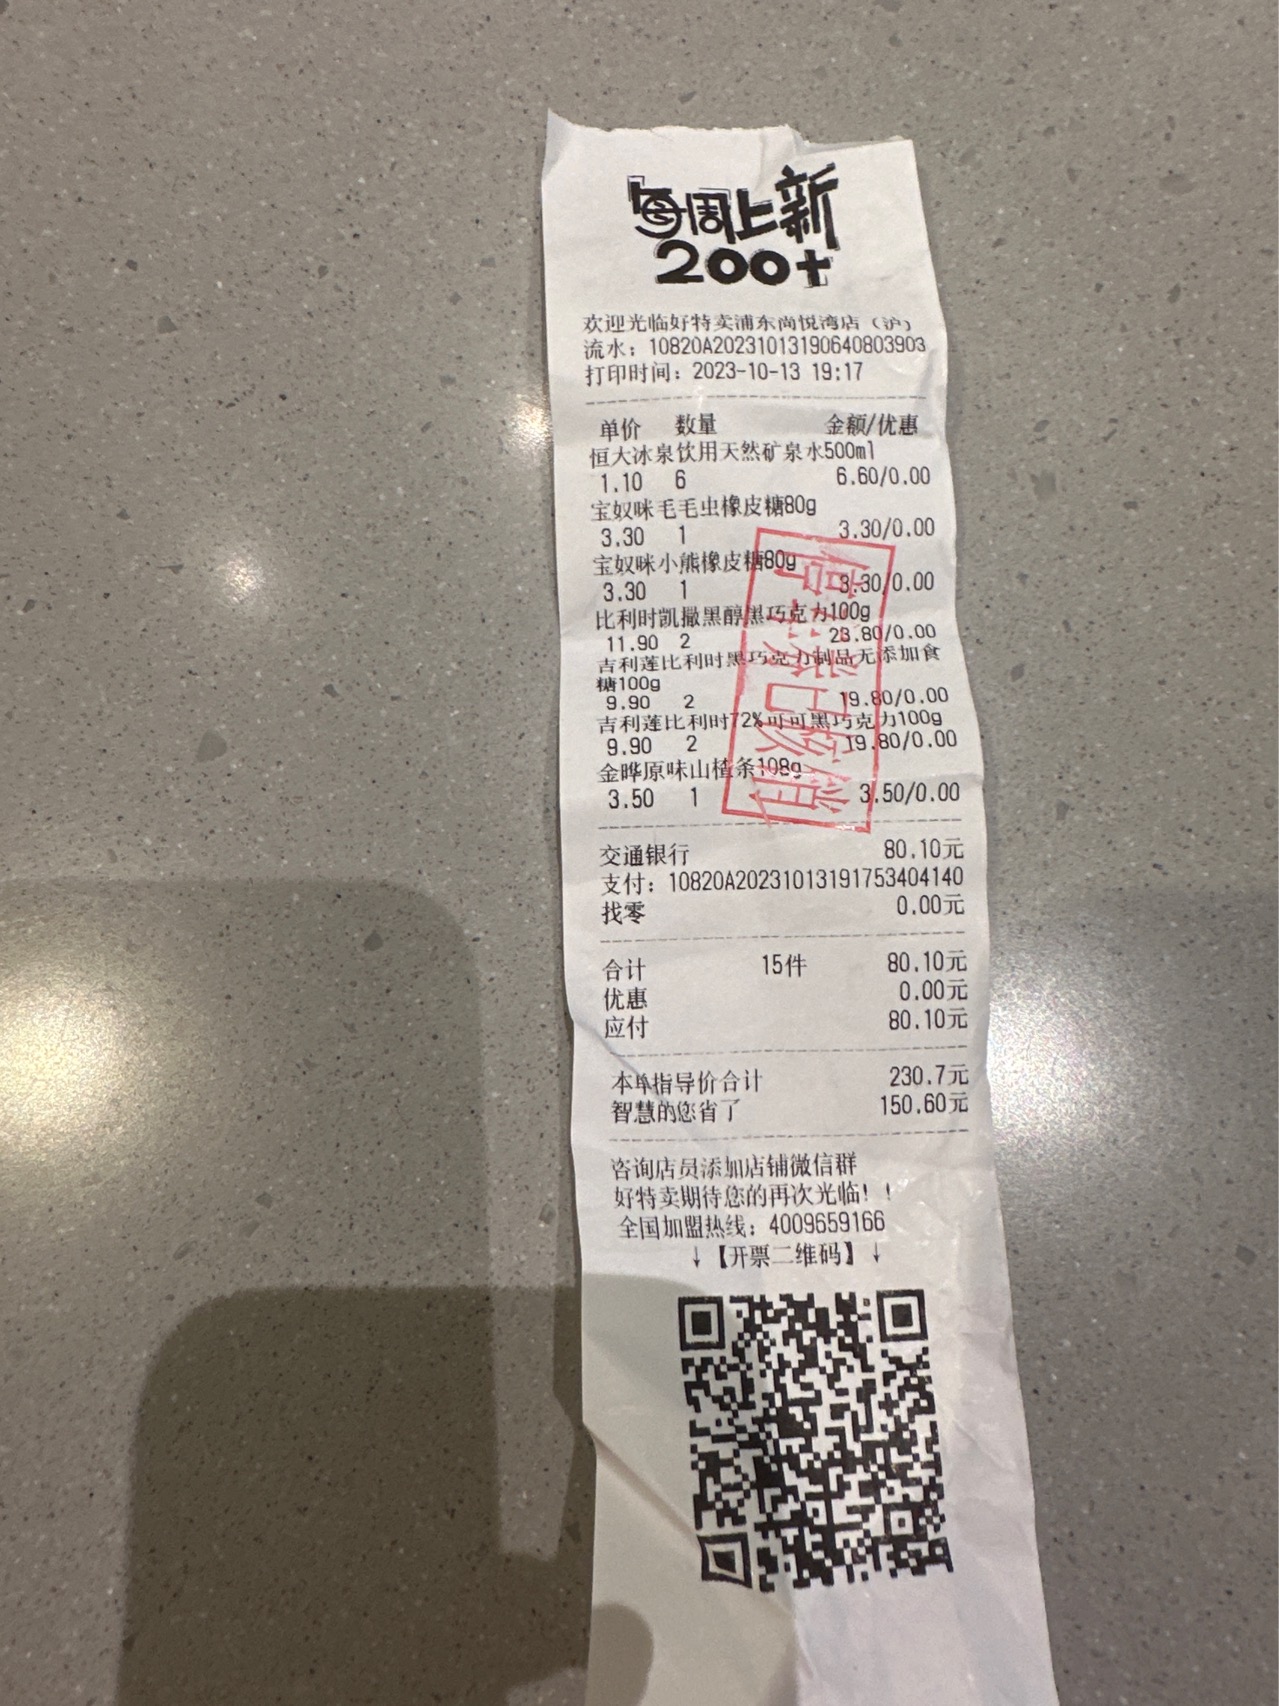 每周上新
200+
欢迎光临好特卖浦东尚悦湾店（沪）
流水：10820A20231013190640803903
打印时间：2023-10-13 19:17
单价 数量 金额/优惠
恒大冰泉饮用天然矿泉水500ml
1.10 6 6.60/0.00
宝奴咪毛毛虫橡皮糖80g
3.30 1 3.30/0.00
宝奴咪小熊橡皮糖80g
3.30 1 3.30/0.00
比利时凯撒黑醇黑巧克力100g
11.90 2 23.80/0.00
吉利莲比利时黑巧克力制品无添加食
糖100g
9.90 2 19.80/0.00
吉利莲比利时72%可可黑巧克力100g
9.90 2 19.80/0.00
金晔原味山楂条108g
3.50 1 3.50/0.00
交通银行 80.10元
支付：10820A20231013191753404140
找零 0.00元
合计 15件 80.10元
优惠 0.00元
应付 80.10元
本单指导价合计 230.7元
智慧的您省了 150.60元
咨询店员添加店铺微信群
好特卖期待您的再次光临！！
全国加盟热线：4009659166
↓【开票二维码】↓